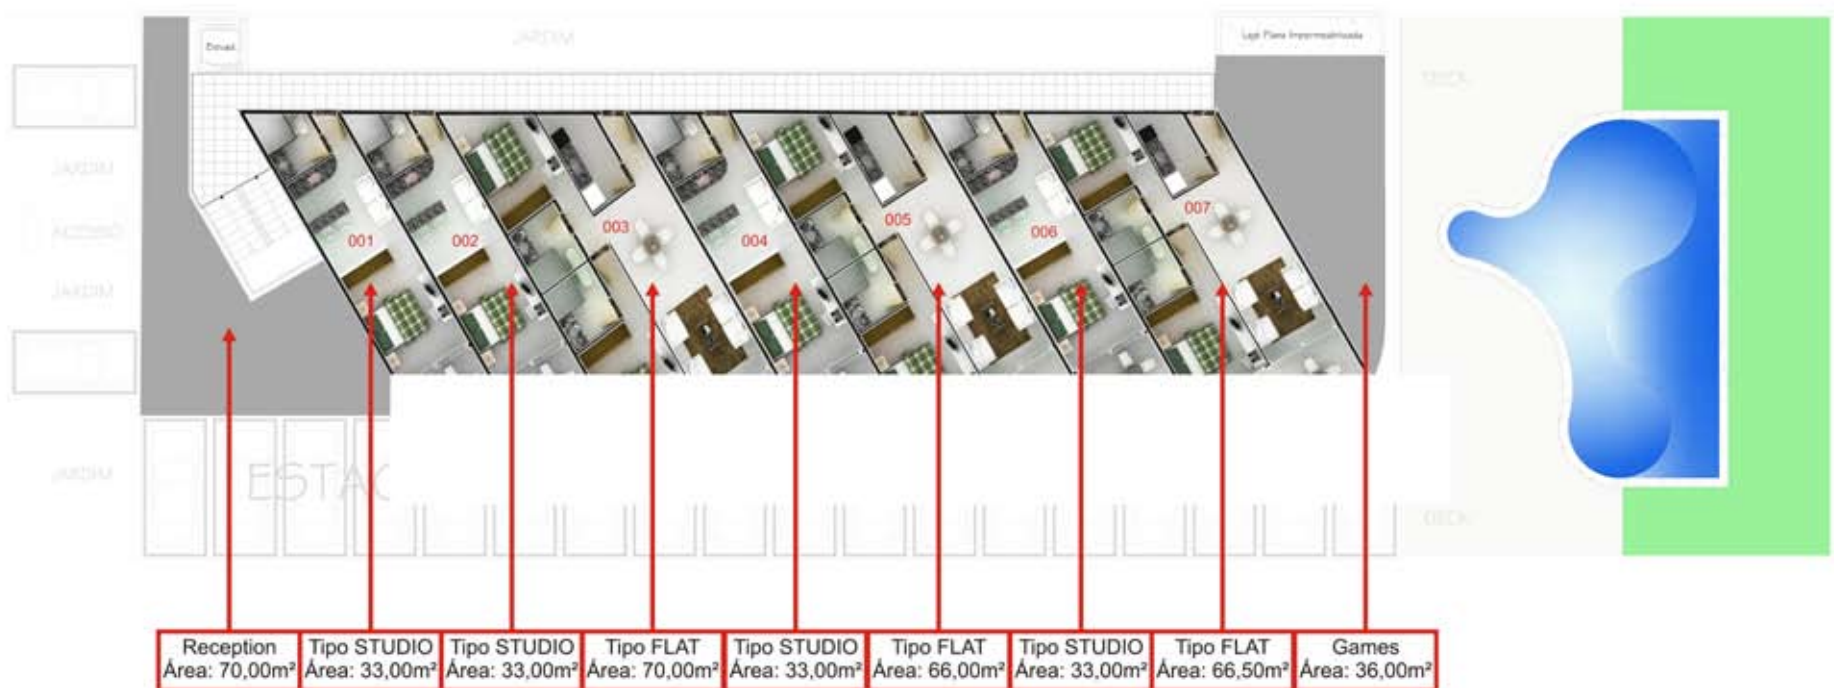 JARDIM
Laje Plana Impermeabilizada
DECK
JARDIM
ACESSO
JARDIM
001
002
003
004
005
006
007
JARDIM
ESTAC
DECK
Reception
Área: 70,00m²
Tipo STUDIO
Área: 33,00m²
Tipo STUDIO
Área: 33,00m²
Tipo FLAT
Área: 70,00m²
Tipo STUDIO
Área: 33,00m²
Tipo FLAT
Área: 66,00m²
Tipo STUDIO
Área: 33,00m²
Tipo FLAT
Área: 66,50m²
Games
Área: 36,00m²